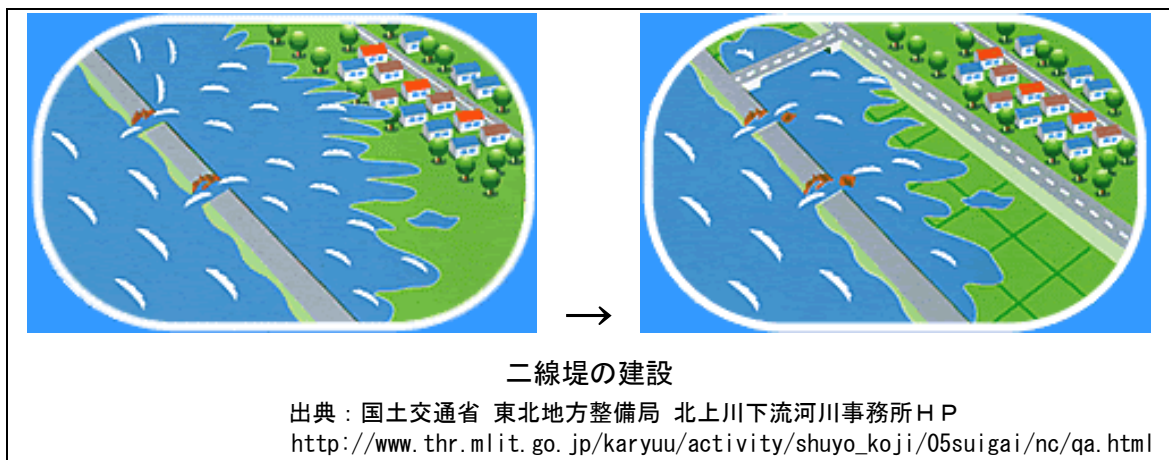 →
二線堤の建設
出典：国土交通省 東北地方整備局 北上川下流河川事務所ＨＰ
http://www.thr.mlit.go.jp/karyuu/activity/shuyo_koji/05suigai/nc/qa.html